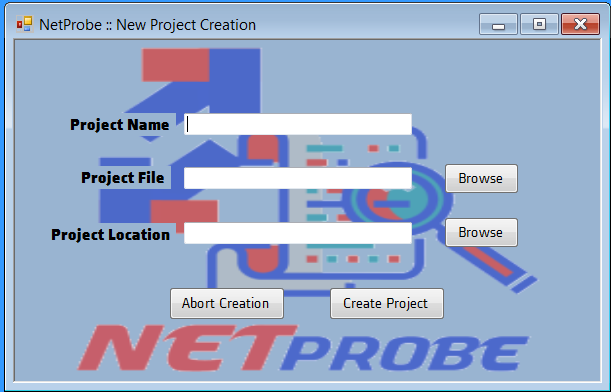 NetProbe :: New Project Creation
Project Name
Project File
Browse
Project Location
Browse
Abort Creation
Create Project
NETPROBE